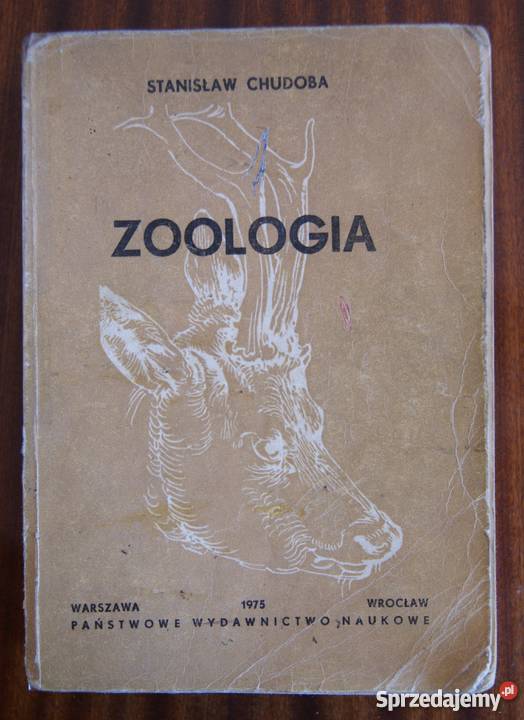 STANISŁAW CHUDOBA
ZOOLOGIA
WARSZAWA 1975 WROCŁAW
PAŃSTWOWE WYDAWNICTWO NAUKOWE
Sprzedajemy.pl